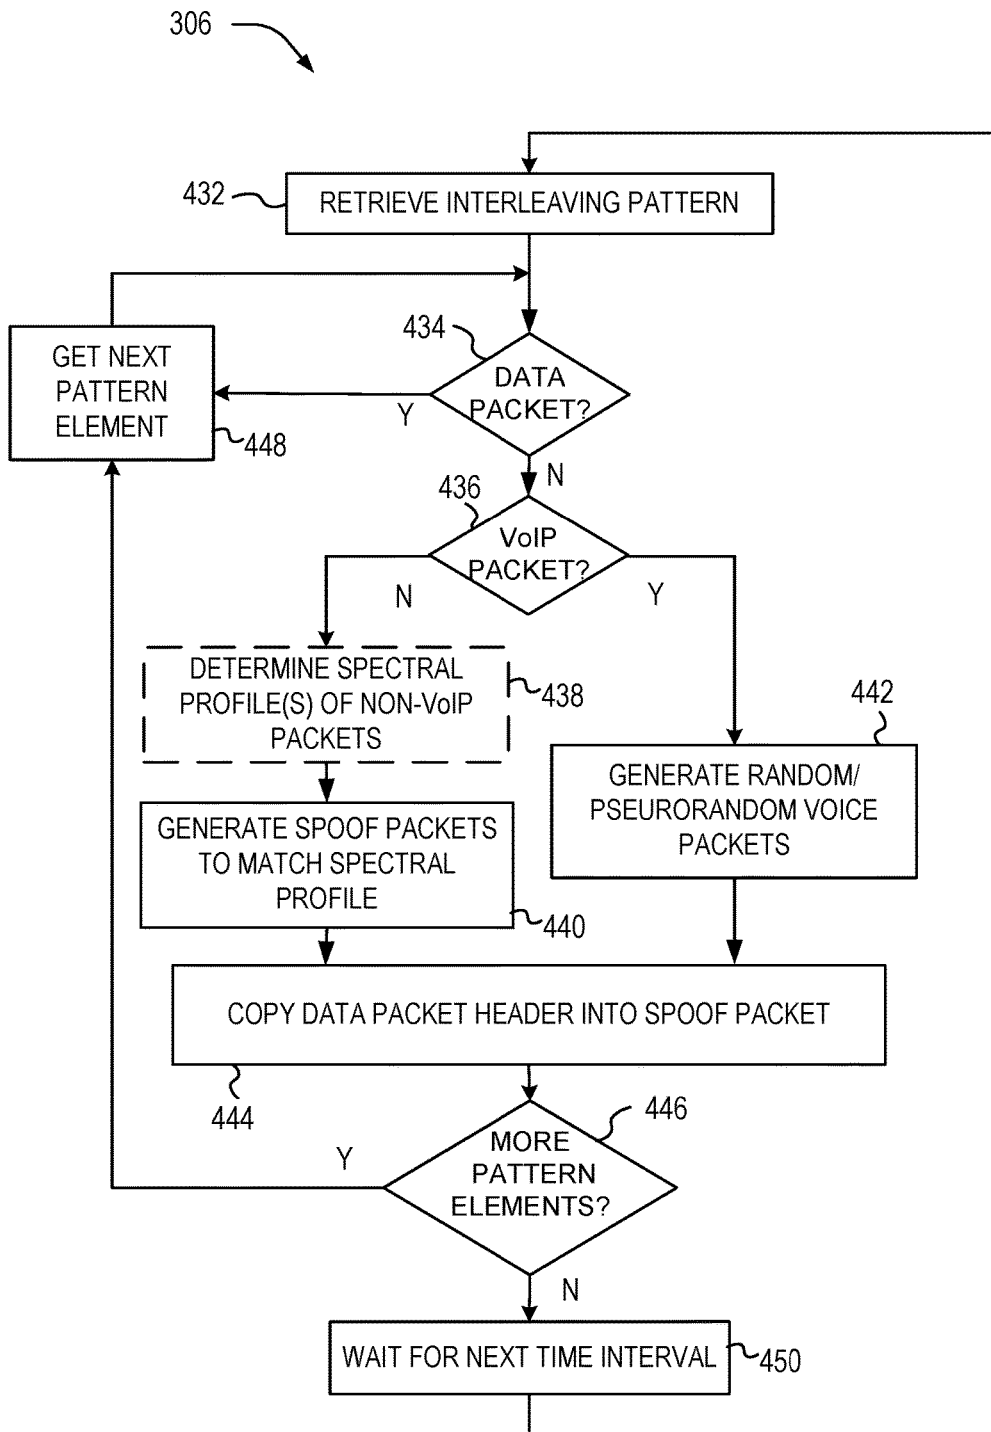 306
432
RETRIEVE INTERLEAVING PATTERN
434
GET NEXT
PATTERN
ELEMENT
448
DATA
PACKET?
Y
N
436
VoIP
PACKET?
N
Y
DETERMINE SPECTRAL
PROFILE(S) OF NON-VoIP
PACKETS
438
442
GENERATE RANDOM/
PSEURORANDOM VOICE
PACKETS
GENERATE SPOOF PACKETS
TO MATCH SPECTRAL
PROFILE
440
COPY DATA PACKET HEADER INTO SPOOF PACKET
444
446
MORE
PATTERN
ELEMENTS?
Y
N
WAIT FOR NEXT TIME INTERVAL
450